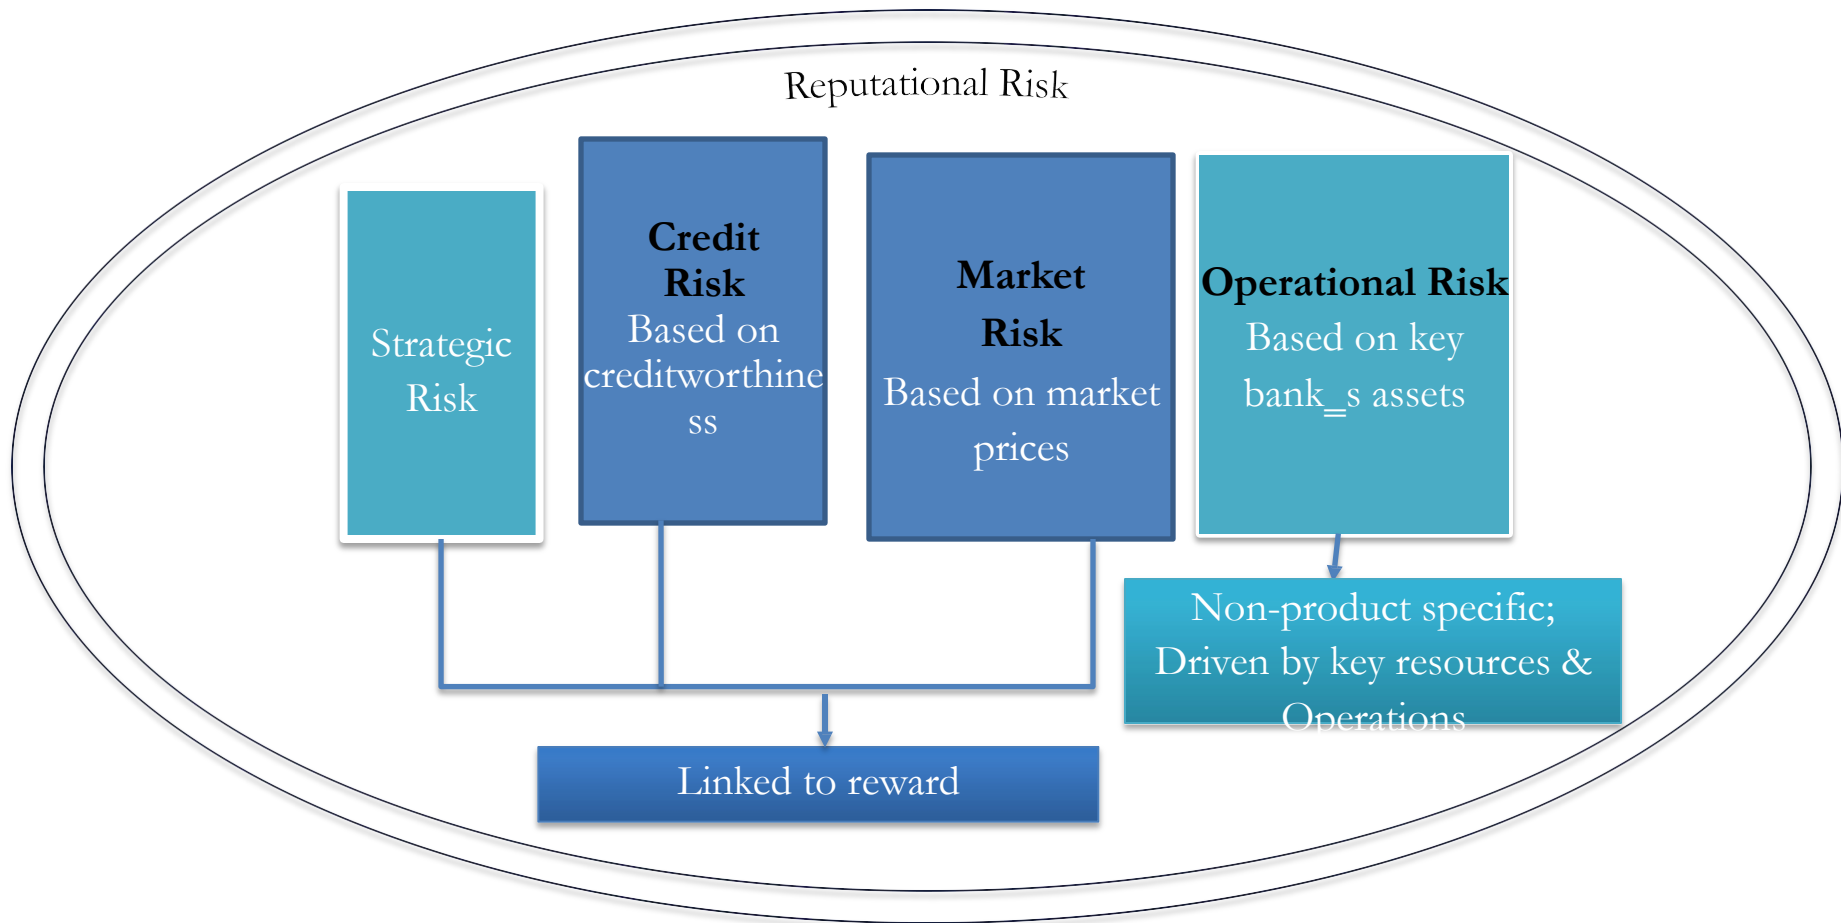 Reputational Risk
Strategic
Risk
Credit
Risk
Based on
creditworthine
ss
Market
Risk
Based on market
prices
Operational Risk
Based on key
bank‗s assets
Non-product specific;
Driven by key resources &
Operations
Linked to reward